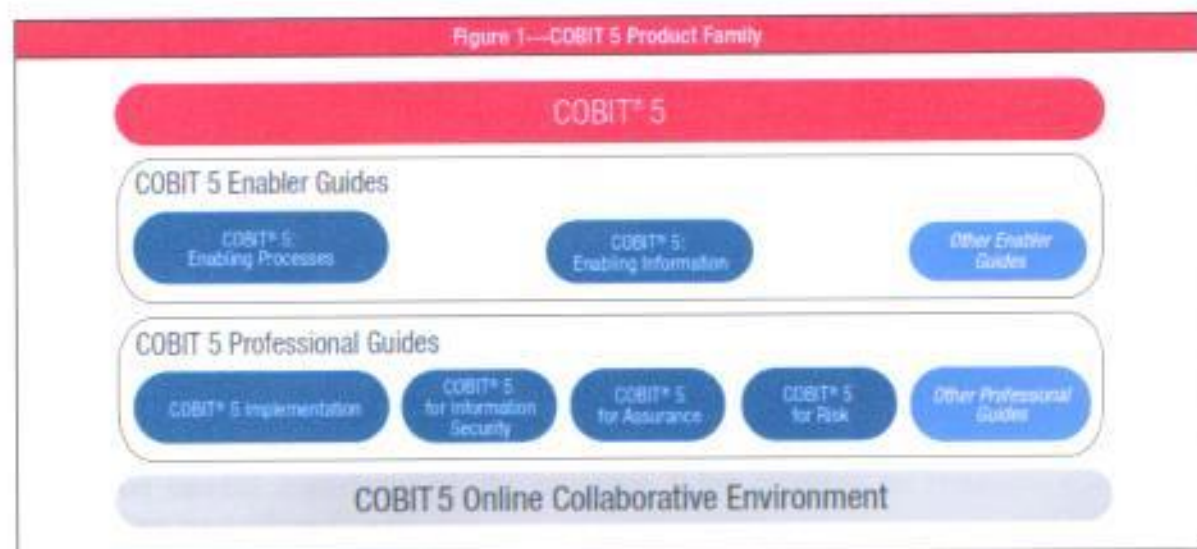 Figure 1—COBIT 5 Product Family
COBIT® 5
COBIT 5 Enabler Guides
COBIT® 5:
Enabling Processes
COBIT® 5:
Enabling Information
Other Enabler
Guides
COBIT 5 Professional Guides
COBIT® 5 Implementation
COBIT® 5
for Information
Security
COBIT® 5
for Assurance
COBIT® 5
for Risk
Other Professional
Guides
COBIT 5 Online Collaborative Environment